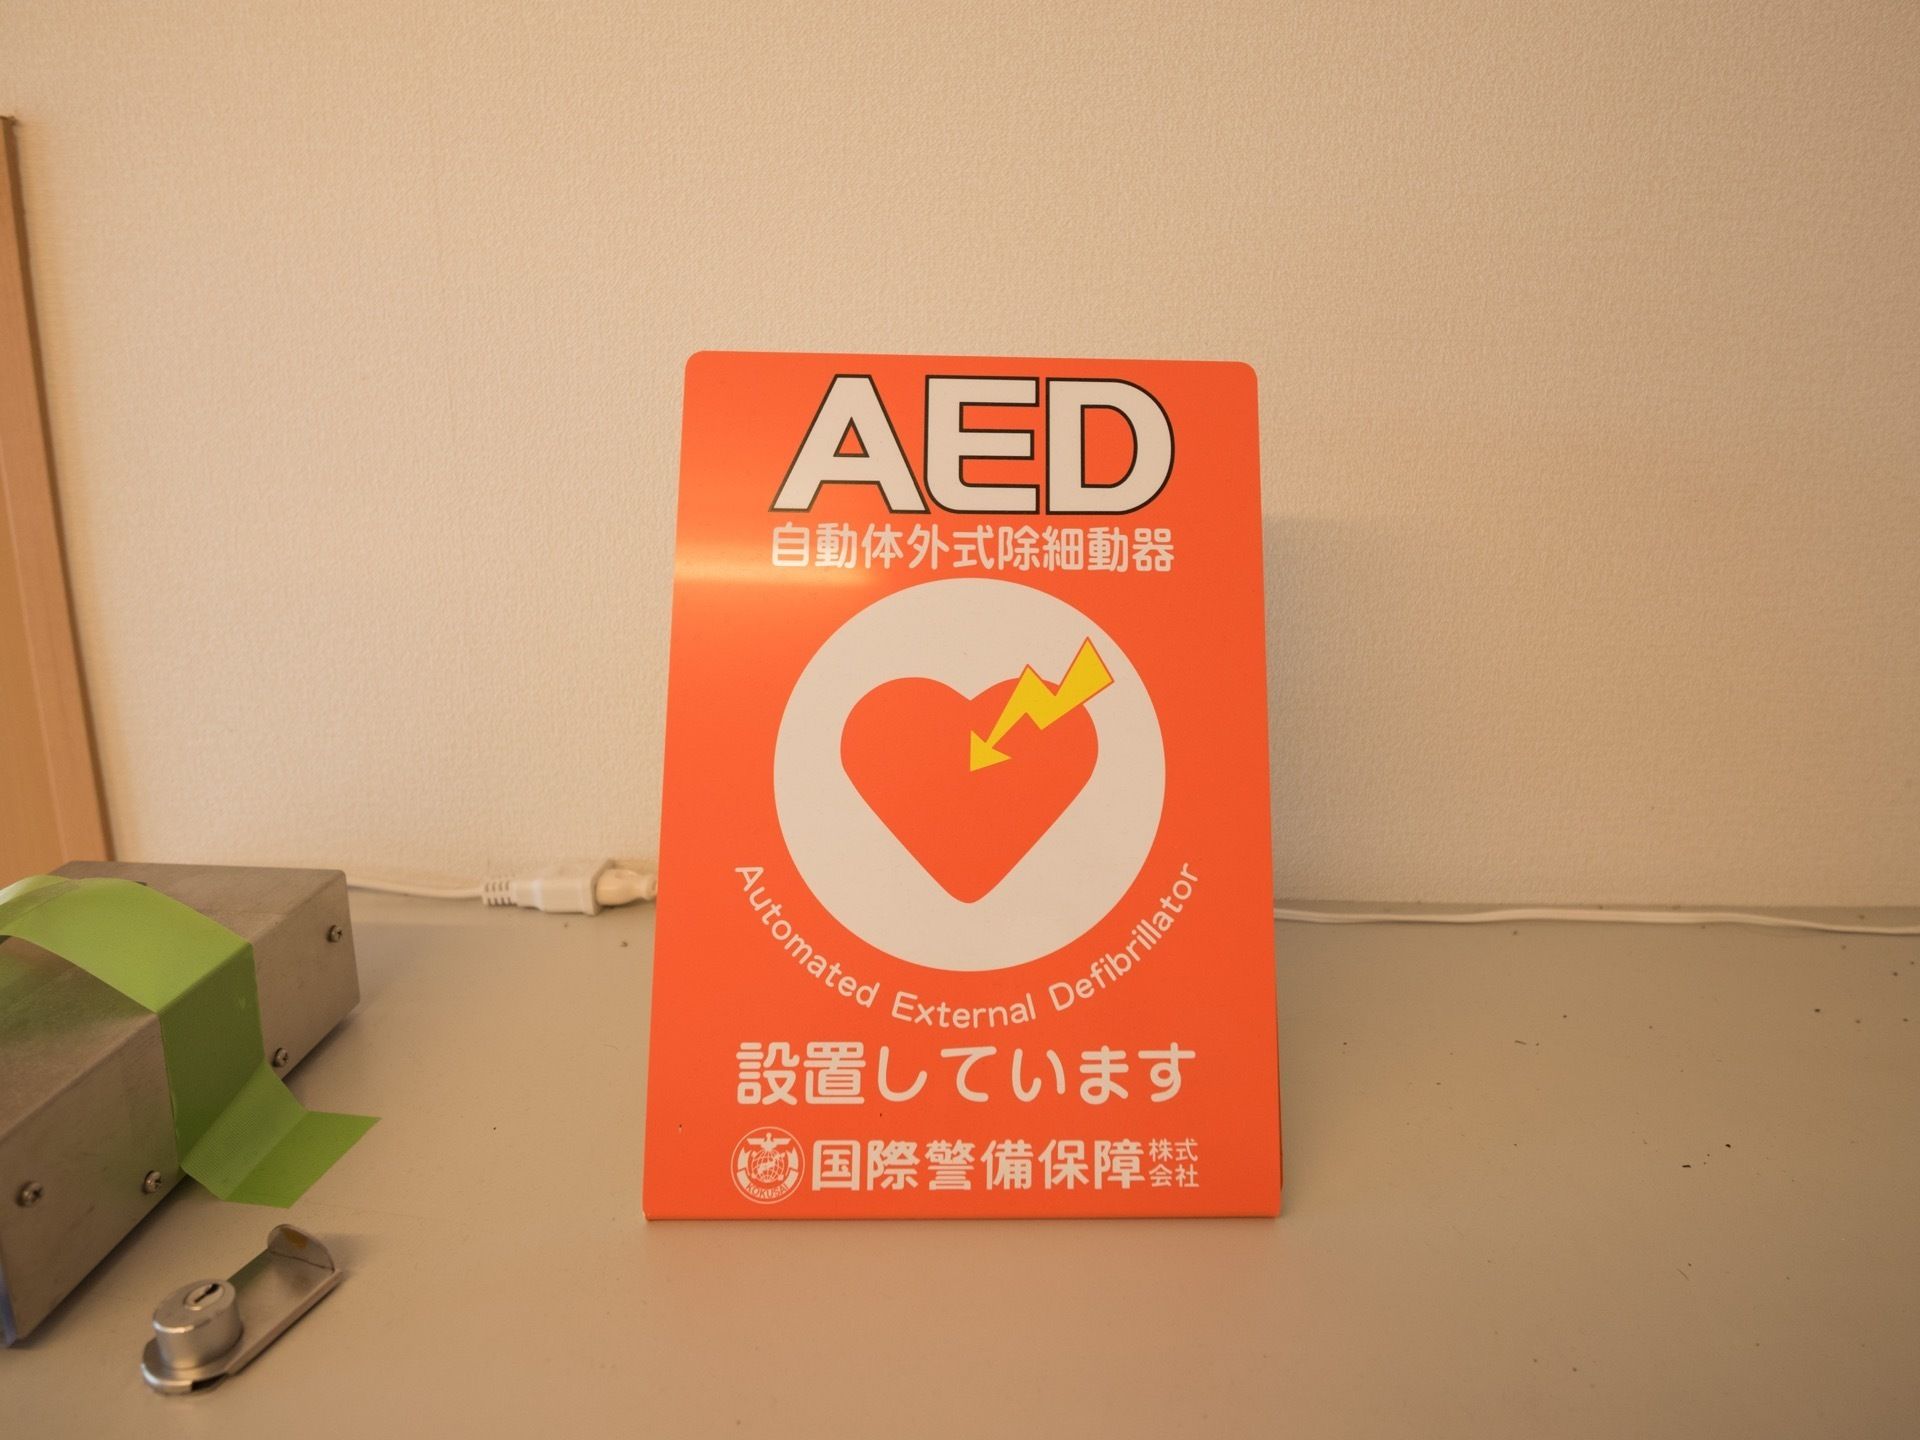 AED
自動体外式除細動器
Automated External Defibrillator
設置しています
KOKUSAI
国際警備保障株式会社